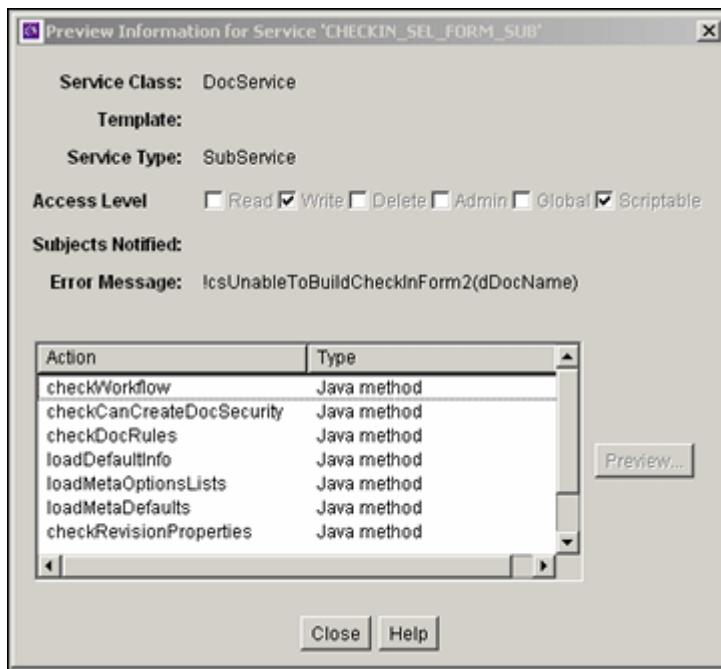 Preview Information for Service 'CHECKIN_SEL_FORM_SUB'
Service Class: DocService
Template:
Service Type: SubService
Access Level Read Write Delete Admin Global Scriptable
Subjects Notified:
Error Message: !csUnableToBuildCheckInForm2(dDocName)
Action Type
checkWorkflow Java method
checkCanCreateDocSecurity Java method
checkDocRules Java method
loadDefaultInfo Java method
Preview...
loadMetaOptionsLists Java method
loadMetaDefaults Java method
checkRevisionProperties Java method
Close Help